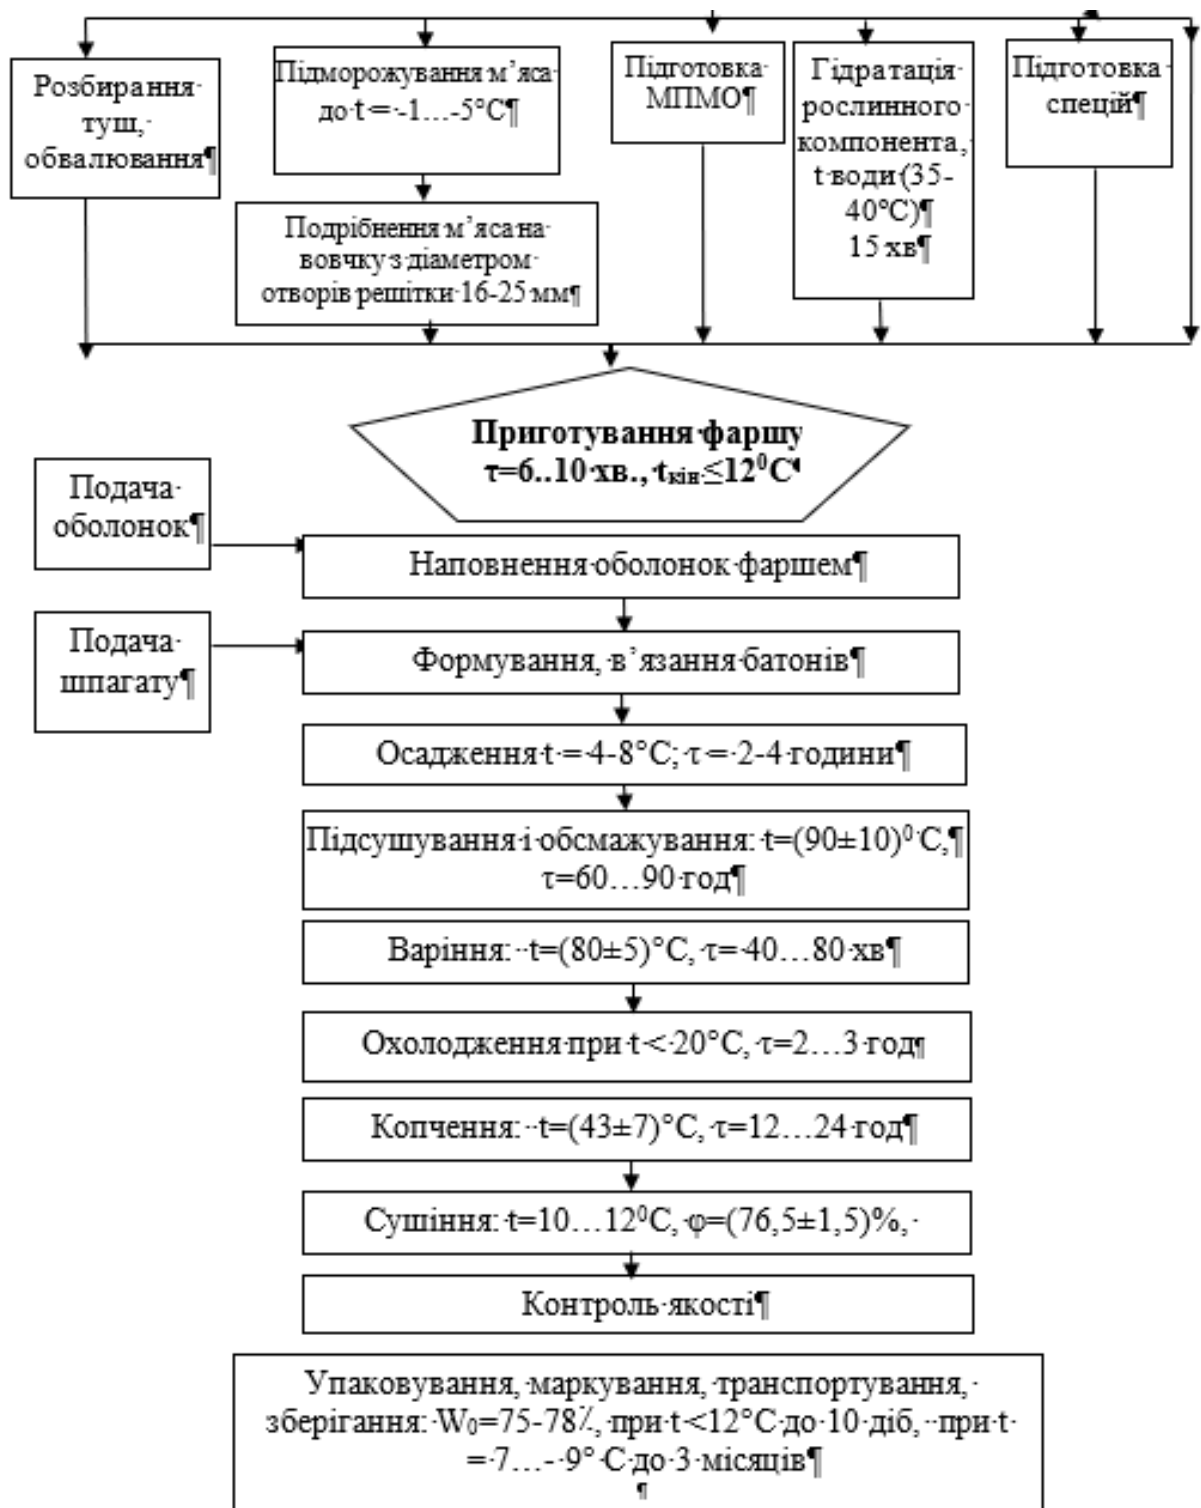 Розбирання
туш,
обвалювання¶
Підморожування м’яса
до t = -1…-5°C¶
Подрібнення м’яса на
вовчку з діаметром
отворів решітки 16-25 мм¶
Підготовка
МПМО¶
Гідратація
рослинного
компонента,
t води (35-
40°C)¶
15 хв¶
Підготовка
спецій¶
Приготування фаршу
τ=6..10 хв., tкін ≤12⁰C¶
Подача
оболонок¶
Наповнення оболонок фаршем¶
Подача
шпагату¶
Формування, в’язання батонів¶
Осадження t = 4-8°C; τ = 2-4 години¶
Підсушування і обсмажування: t=(90±10)⁰ C,¶
τ=60…90 год¶
Варіння: t=(80±5)°C, τ= 40…80 хв¶
Охолодження при t < 20°C, τ=2…3 год¶
Копчення: t=(43±7)°C, τ=12…24 год¶
Сушіння: t=10…12⁰C, φ=(76,5±1,5)%,
Контроль якості¶
Упаковування, маркування, транспортування,
зберігання: W₀=75-78%, при t <12°C до 10 діб, при t
= 7…- 9° C до 3 місяців¶
¶